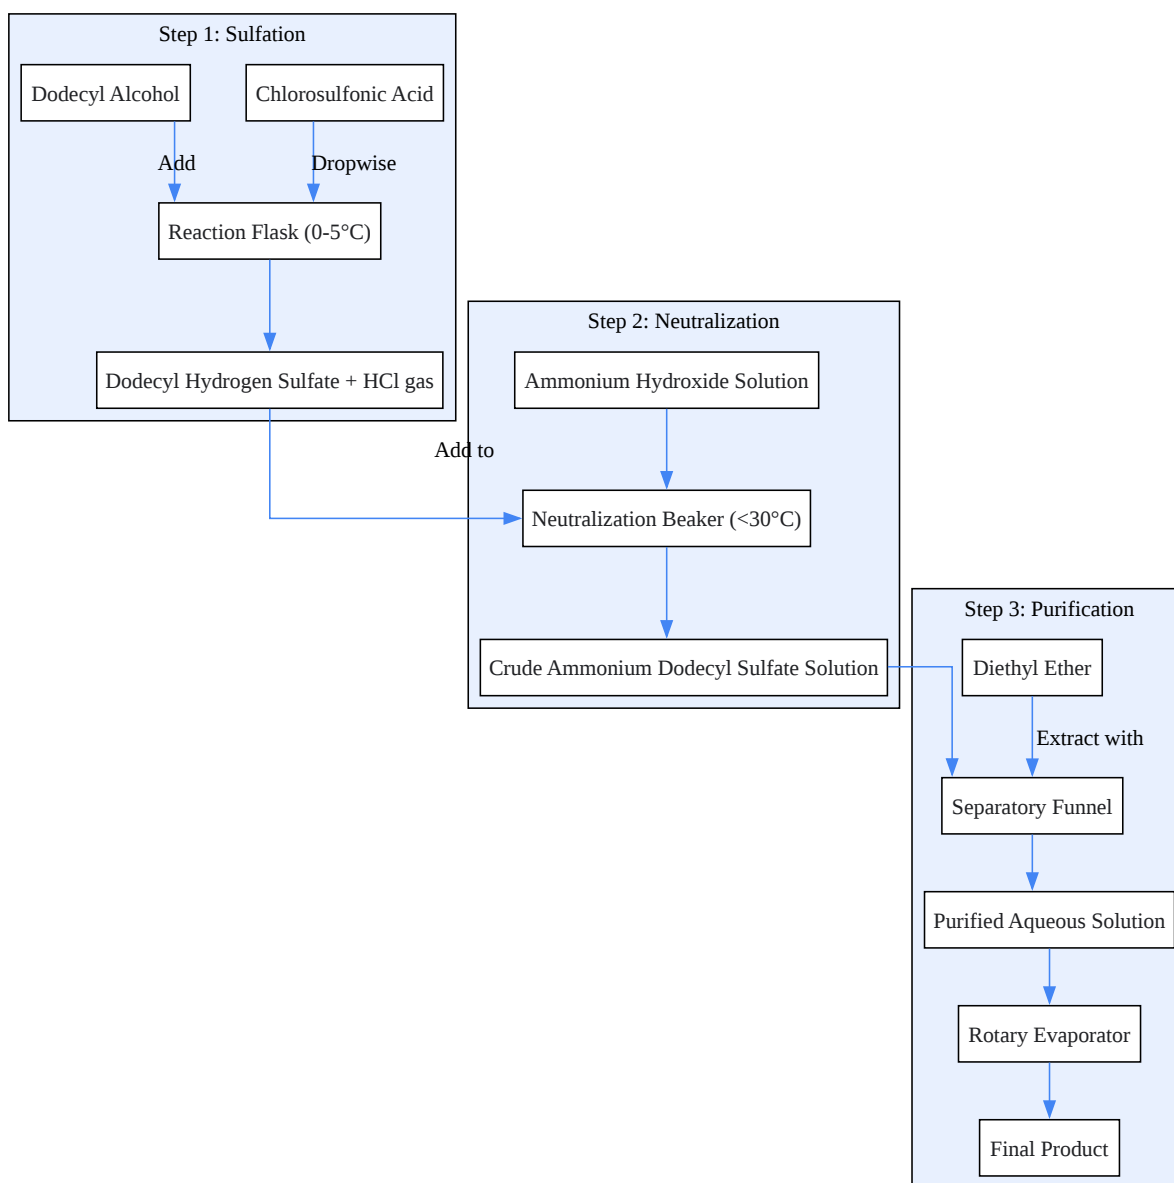 Step 1: Sulfation
Dodecyl Alcohol
Chlorosulfonic Acid
Add
Dropwise
Reaction Flask (0-5°C)
Dodecyl Hydrogen Sulfate + HCl gas
Step 2: Neutralization
Ammonium Hydroxide Solution
Add to
Neutralization Beaker (<30°C)
Crude Ammonium Dodecyl Sulfate Solution
Step 3: Purification
Diethyl Ether
Extract with
Separatory Funnel
Purified Aqueous Solution
Rotary Evaporator
Final Product